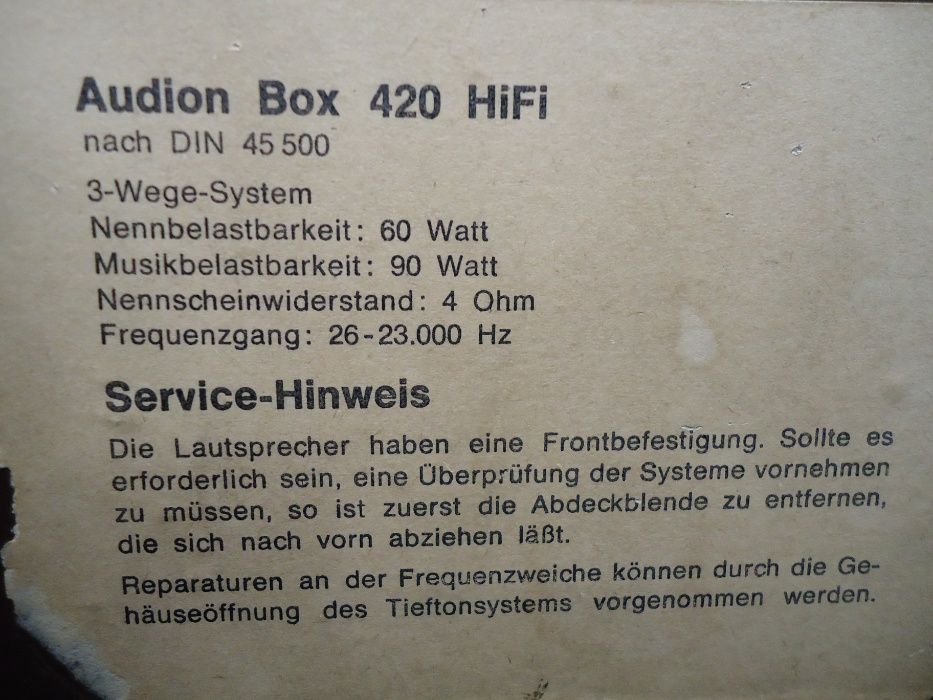 Audion Box 420 HiFi
nach DIN 45 500
3-Wege-System
Nennbelastbarkeit: 60 Watt
Musikbelastbarkeit: 90 Watt
Nennscheinwiderstand: 4 Ohm
Frequenzgang: 26-23.000 Hz
Service-Hinweis
Die Lautsprecher haben eine Frontbefestigung. Sollte es
erforderlich sein, eine Überprüfung der Systeme vornehmen
zu müssen, so ist zuerst die Abdeckblende zu entfernen,
die sich nach vorn abziehen läßt.
Reparaturen an der Frequenzweiche können durch die Ge-
häuseöffnung des Tieftonsystems vorgenommen werden.